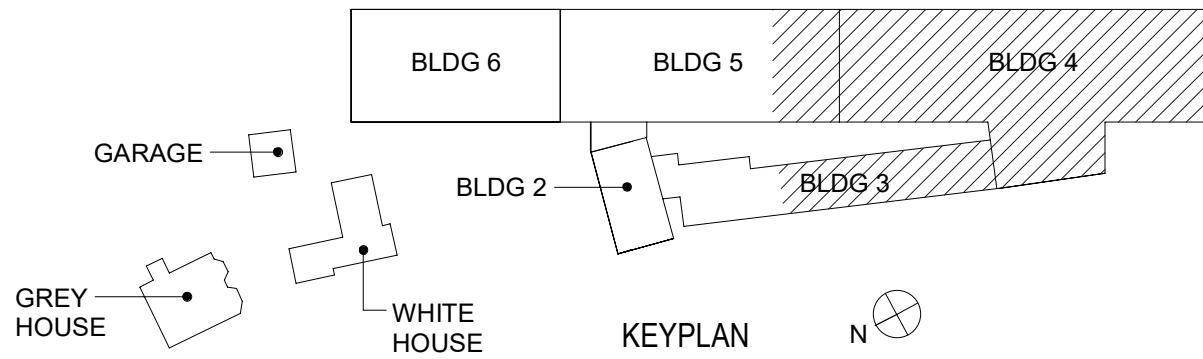 BLDG 6
BLDG 5
BLDG 4
GARAGE
BLDG 2
BLDG 3
GREY
HOUSE
WHITE
HOUSE
KEYPLAN
N